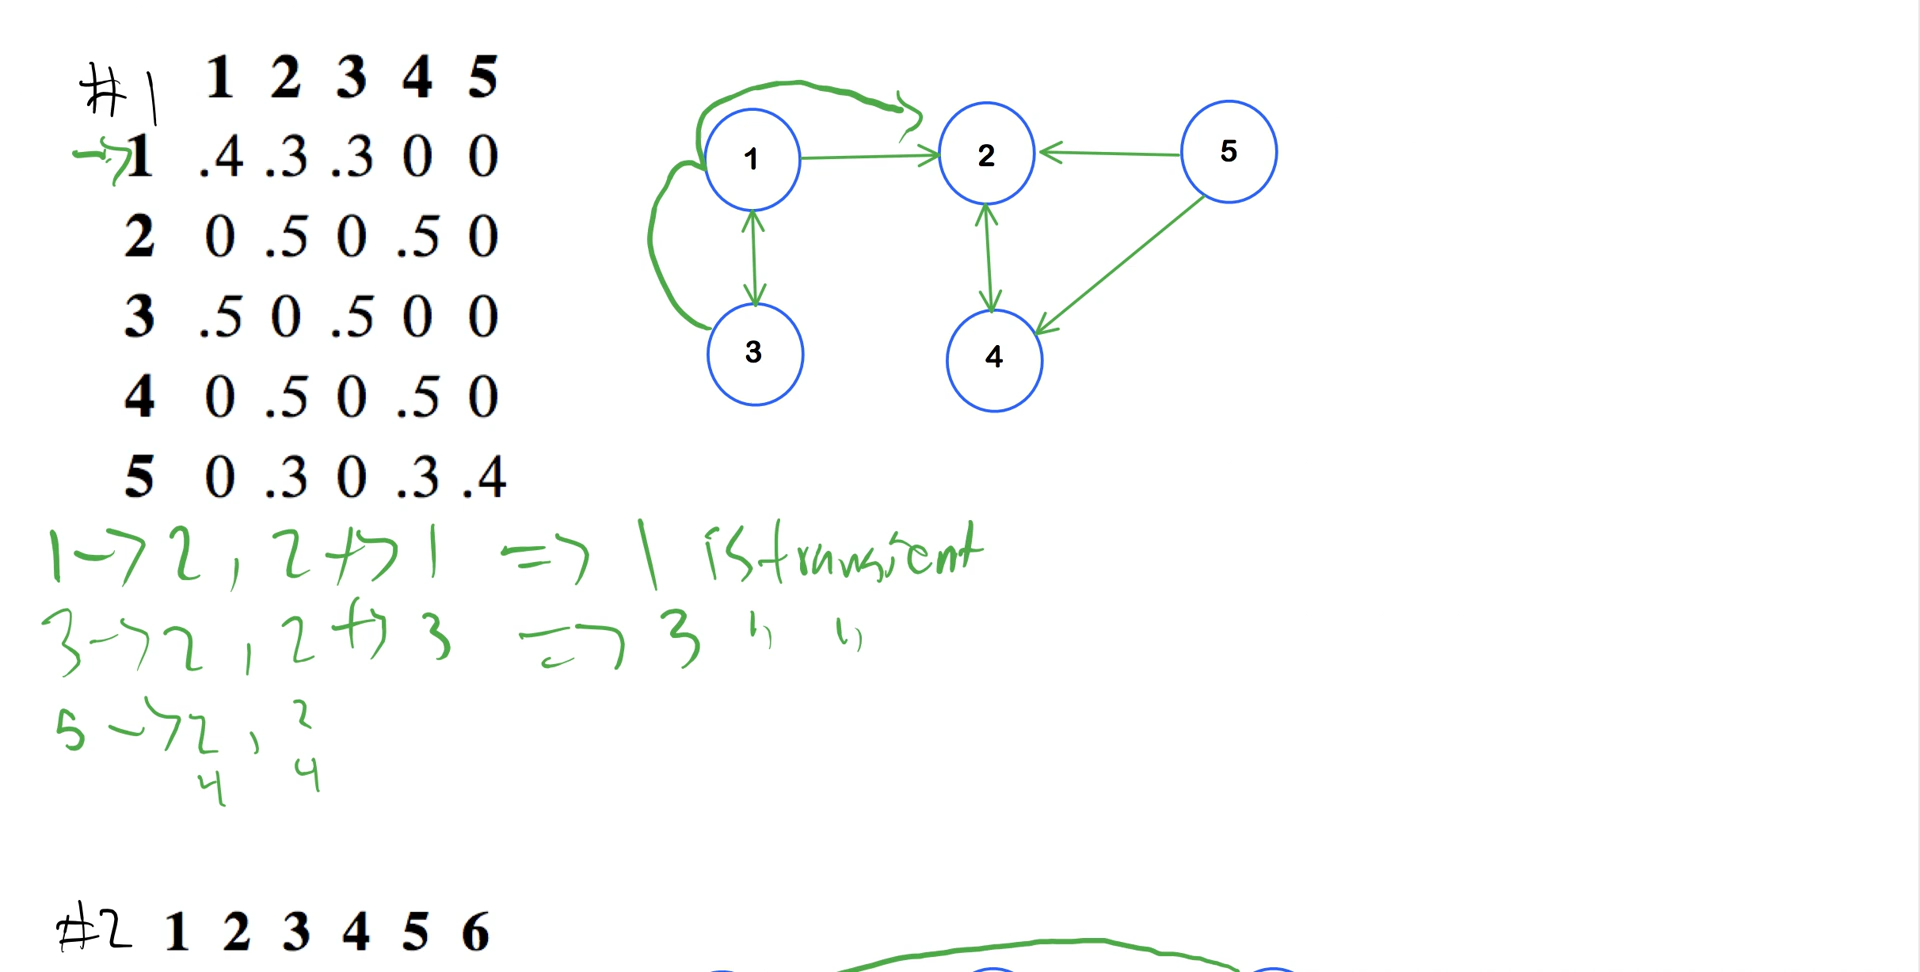 #1 1 2 3 4 5
→1 .4 .3 .3 0 0
2 0 .5 0 .5 0
3 .5 0 .5 0 0
4 0 .5 0 .5 0
5 0 .3 0 .3 .4
1 2 5
3 4
1 → 2, 2 ↛ 1 => 1 is transient
3 → 2, 2 ↛ 3 => 3 " "
5 → 2, 2
4 4
#2 1 2 3 4 5 6